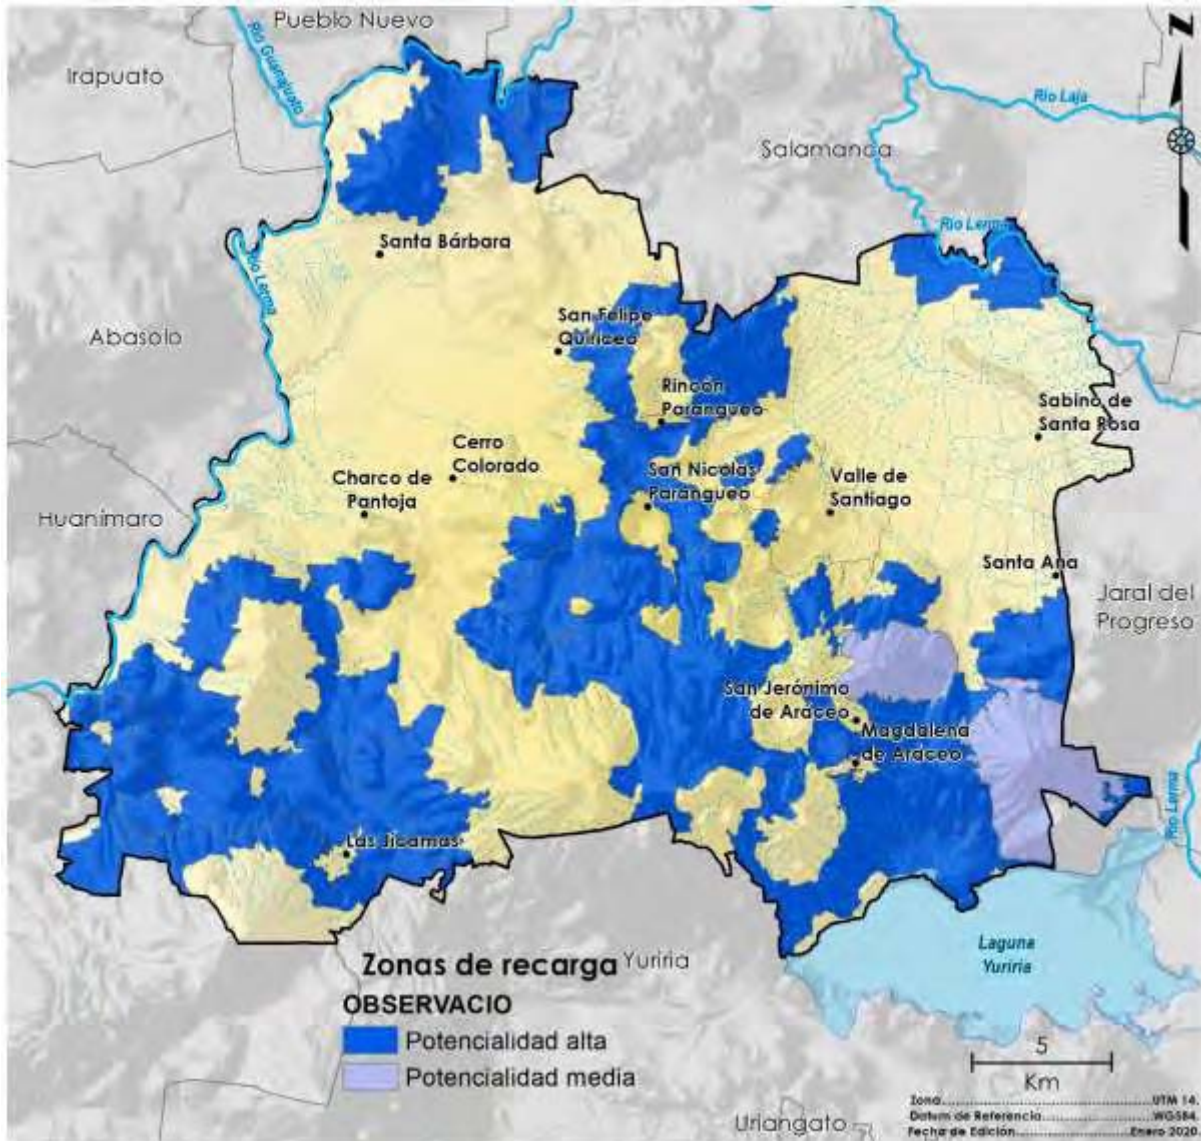 Pueblo Nuevo
Río Guanajuato
Irapuato
Río Laja
Salamanca
Río Lerma
Santa Bárbara
Río Lerma
San Felipe
Quiriceo
Abasolo
Rincón
Parangueo
Sabino de
Santa Rosa
Cerro
Colorado
San Nicolás
Parangueo
Valle de
Santiago
Charco de
Pantoja
Huanímaro
Santa Ana
Jaral del
Progreso
San Jerónimo
de Aráceo
Magdalena
de Aráceo
Río Lerma
Las Jícamas
Laguna
Yuriria
Zonas de recarga
Yuriria
OBSERVACIO
Potencialidad alta
Potencialidad media
5
Km
Zona UTM 14.
Datum de Referencia WGS84
Fecha de Edición Enero 2020
Uriangato